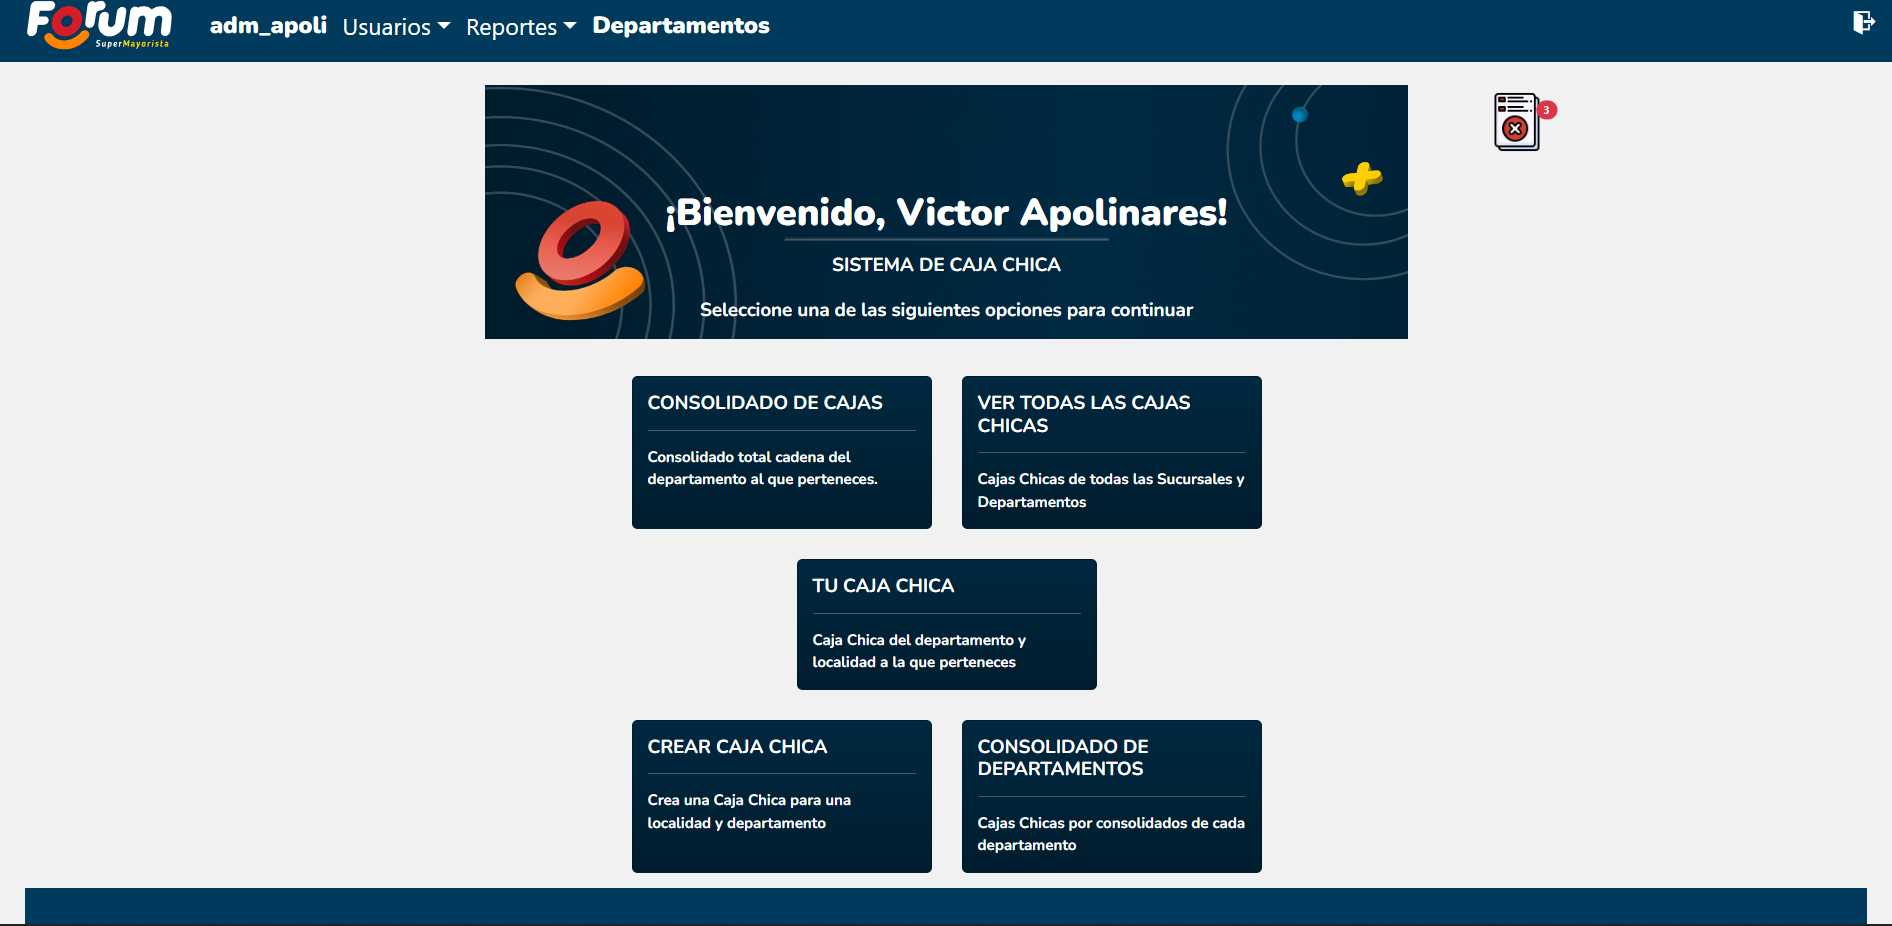 Forum
SuperMayorista
adm_apoli Usuarios Reportes Departamentos
3
¡Bienvenido, Victor Apolinares!
SISTEMA DE CAJA CHICA
Seleccione una de las siguientes opciones para continuar
CONSOLIDADO DE CAJAS
Consolidado total cadena del
departamento al que perteneces.
VER TODAS LAS CAJAS
CHICAS
Cajas Chicas de todas las Sucursales y
Departamentos
TU CAJA CHICA
Caja Chica del departamento y
localidad a la que perteneces
CREAR CAJA CHICA
Crea una Caja Chica para una
localidad y departamento
CONSOLIDADO DE
DEPARTAMENTOS
Cajas Chicas por consolidados de cada
departamento